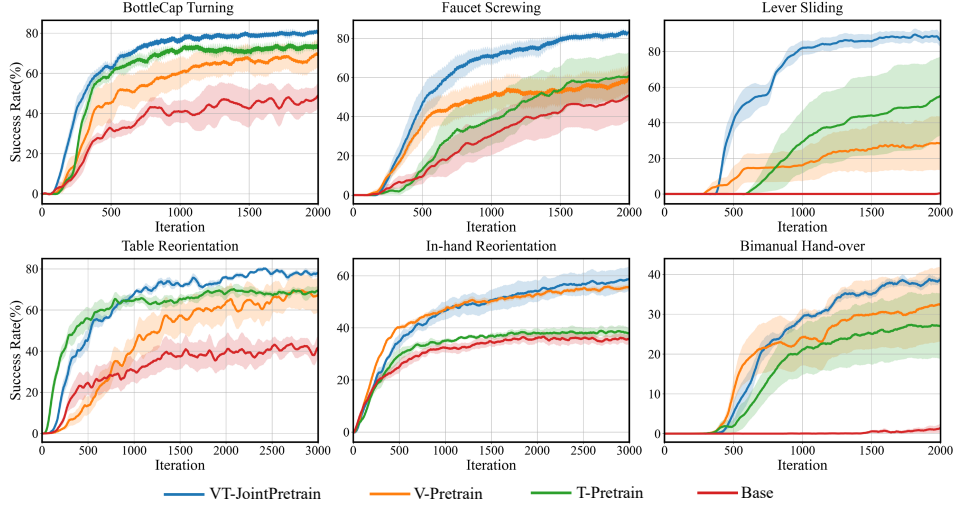 BottleCap Turning
Success Rate(%)
80
60
40
20
0
0 500 1000 1500 2000
Iteration
Faucet Screwing
80
60
40
20
0
0 500 1000 1500 2000
Iteration
Lever Sliding
80
60
40
20
0
0 500 1000 1500 2000
Iteration
Table Reorientation
Success Rate(%)
80
60
40
20
0
0 500 1000 1500 2000 2500 3000
Iteration
In-hand Reorientation
60
40
20
0
0 500 1000 1500 2000 2500 3000
Iteration
Bimanual Hand-over
40
30
20
10
0
0 500 1000 1500 2000
Iteration
VT-JointPretrain V-Pretrain T-Pretrain Base